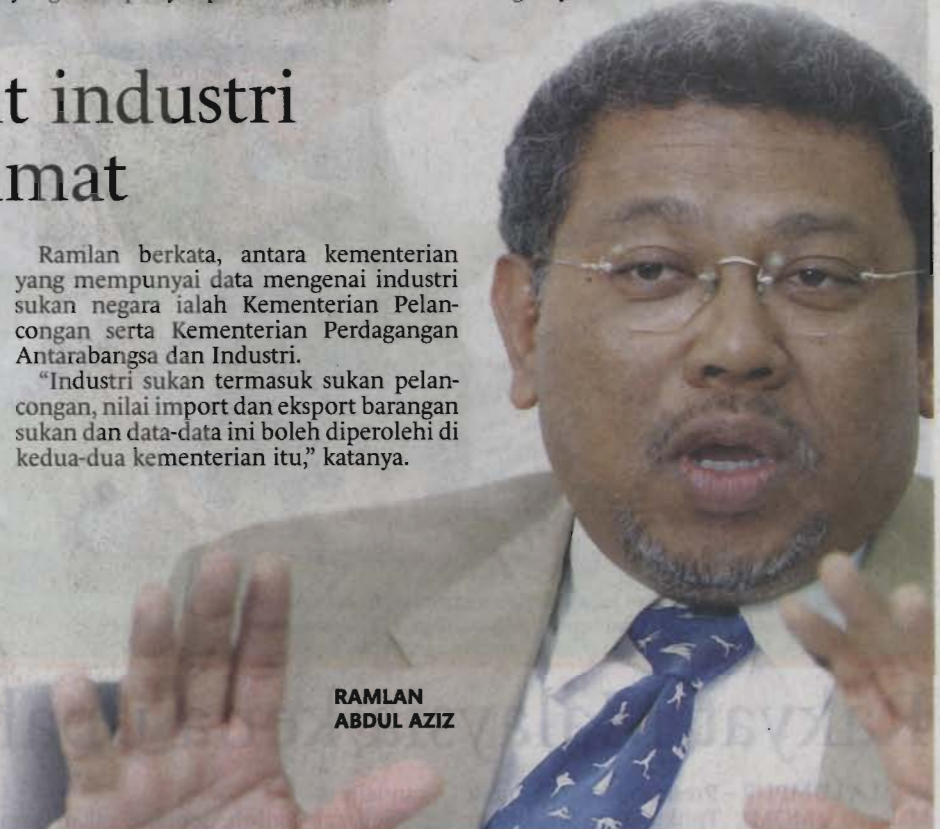 industri
Ramlan berkata, antara kementerian
yang mempunyai data mengenai industri
sukan negara ialah Kementerian Pelan-
congan serta Kementerian Perdagangan
Antarabangsa dan Industri.
“Industri sukan termasuk sukan pelan-
congan, nilai import dan eksport barangan
sukan dan data-data ini boleh diperolehi di
kedua-dua kementerian itu,” katanya.
RAMLAN
ABDUL AZIZ